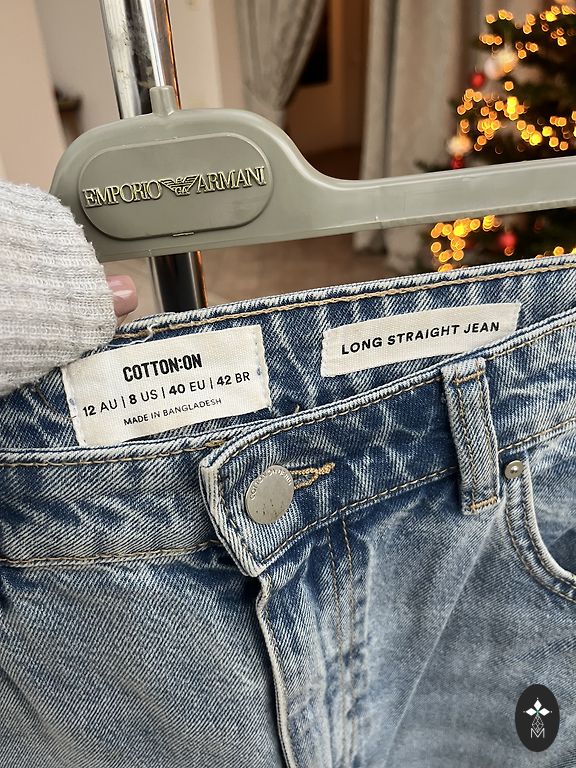 EMPORIO ARMANI
COTTON:ON
12 AU | 8 US | 40 EU | 42 BR
MADE IN BANGLADESH
LONG STRAIGHT JEAN
M